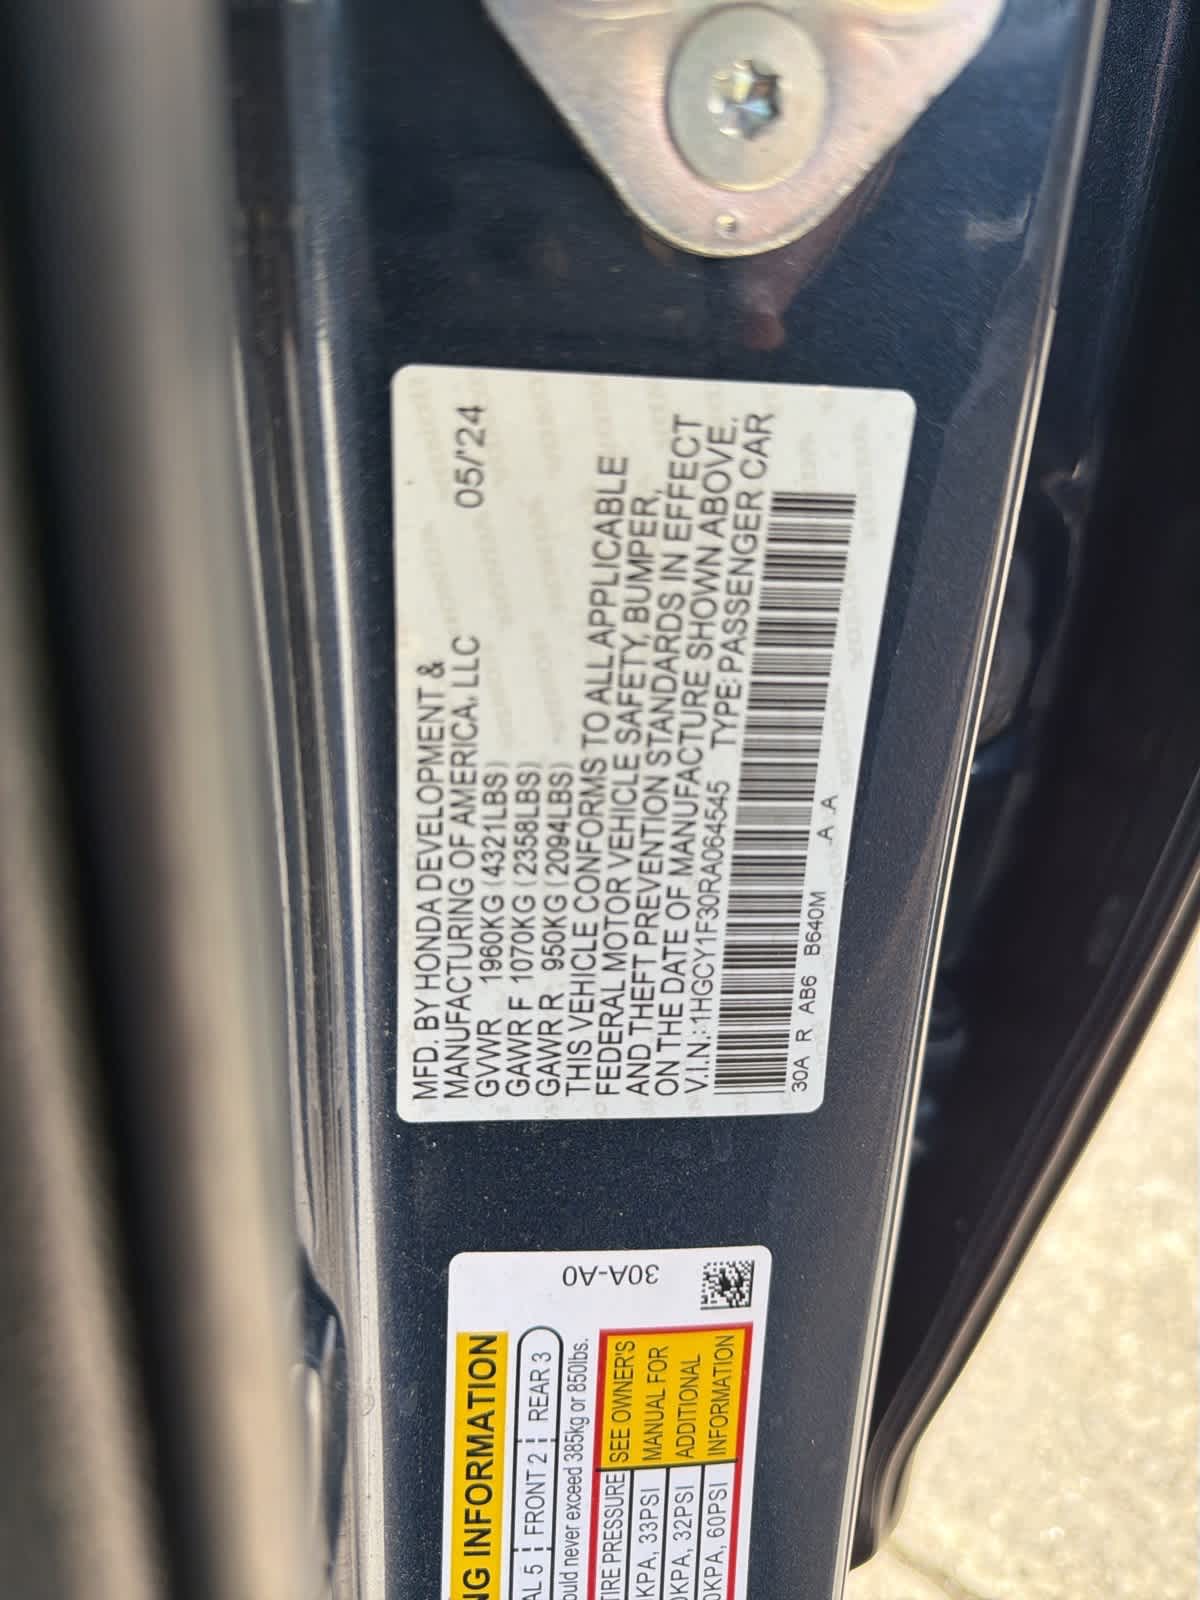 MFD. BY HONDA DEVELOPMENT &
MANUFACTURING OF AMERICA, LLC 05/'24
GVWR 1960KG (4321LBS)
GAWR F 1070KG (2358LBS)
GAWR R 950KG (2094LBS)
THIS VEHICLE CONFORMS TO ALL APPLICABLE
FEDERAL MOTOR VEHICLE SAFETY, BUMPER,
AND THEFT PREVENTION STANDARDS IN EFFECT
ON THE DATE OF MANUFACTURE SHOWN ABOVE.
V.I.N.: 1HGCY1F30RA064545 TYPE: PASSENGER CAR
30A R AB6 B640M A A
30A-A0
NG INFORMATION
AL 5 FRONT 2 REAR 3
ould never exceed 385kg or 850lbs.
TIRE PRESSURE SEE OWNER'S
KPA, 33PSI MANUAL FOR
0KPA, 32PSI ADDITIONAL
0KPA, 60PSI INFORMATION